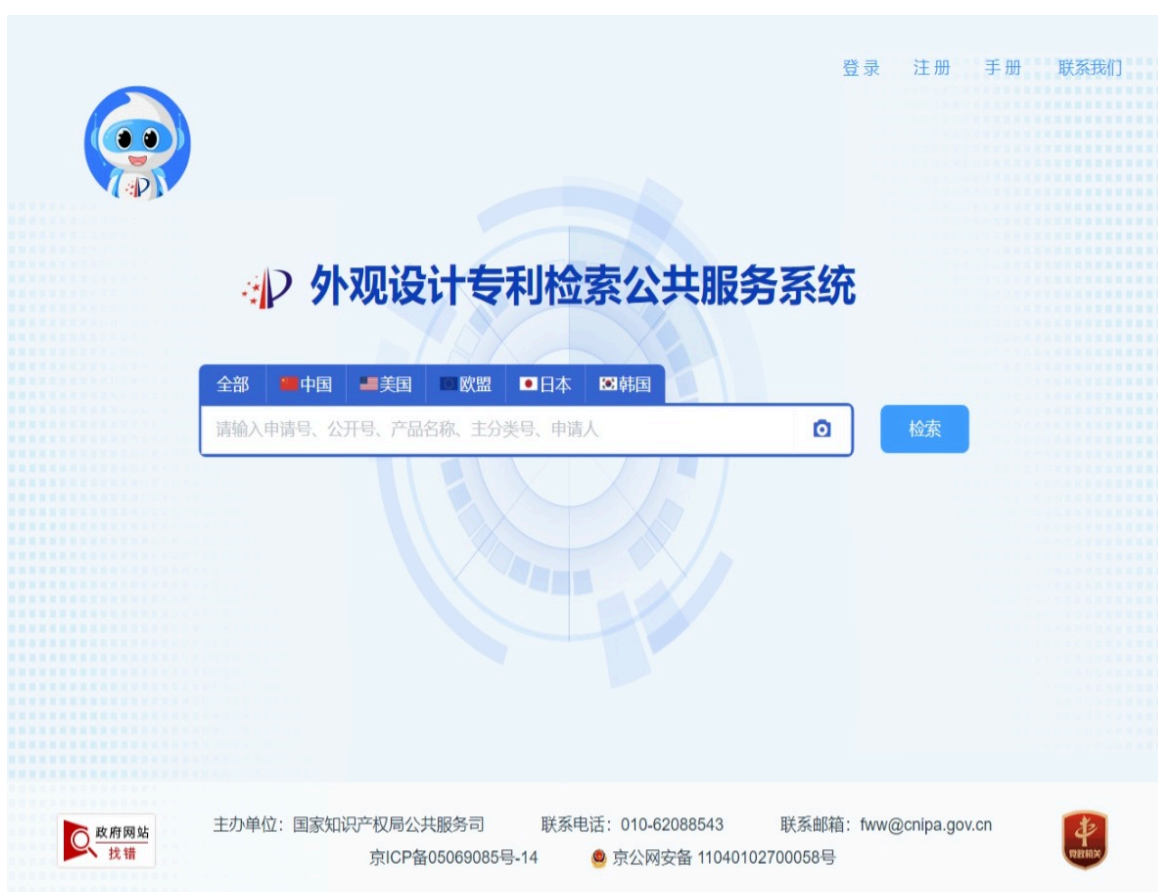 登录 注册 手册 联系我们
外观设计专利检索公共服务系统
全部 中国 美国 欧盟 日本 韩国
请输入申请号、公开号、产品名称、主分类号、申请人
检索
政府网站
找错
主办单位：国家知识产权局公共服务司 联系电话：010-62088543 联系邮箱：fww@cnipa.gov.cn
京ICP备05069085号-14 京公网安备 11040102700058号
党政机关